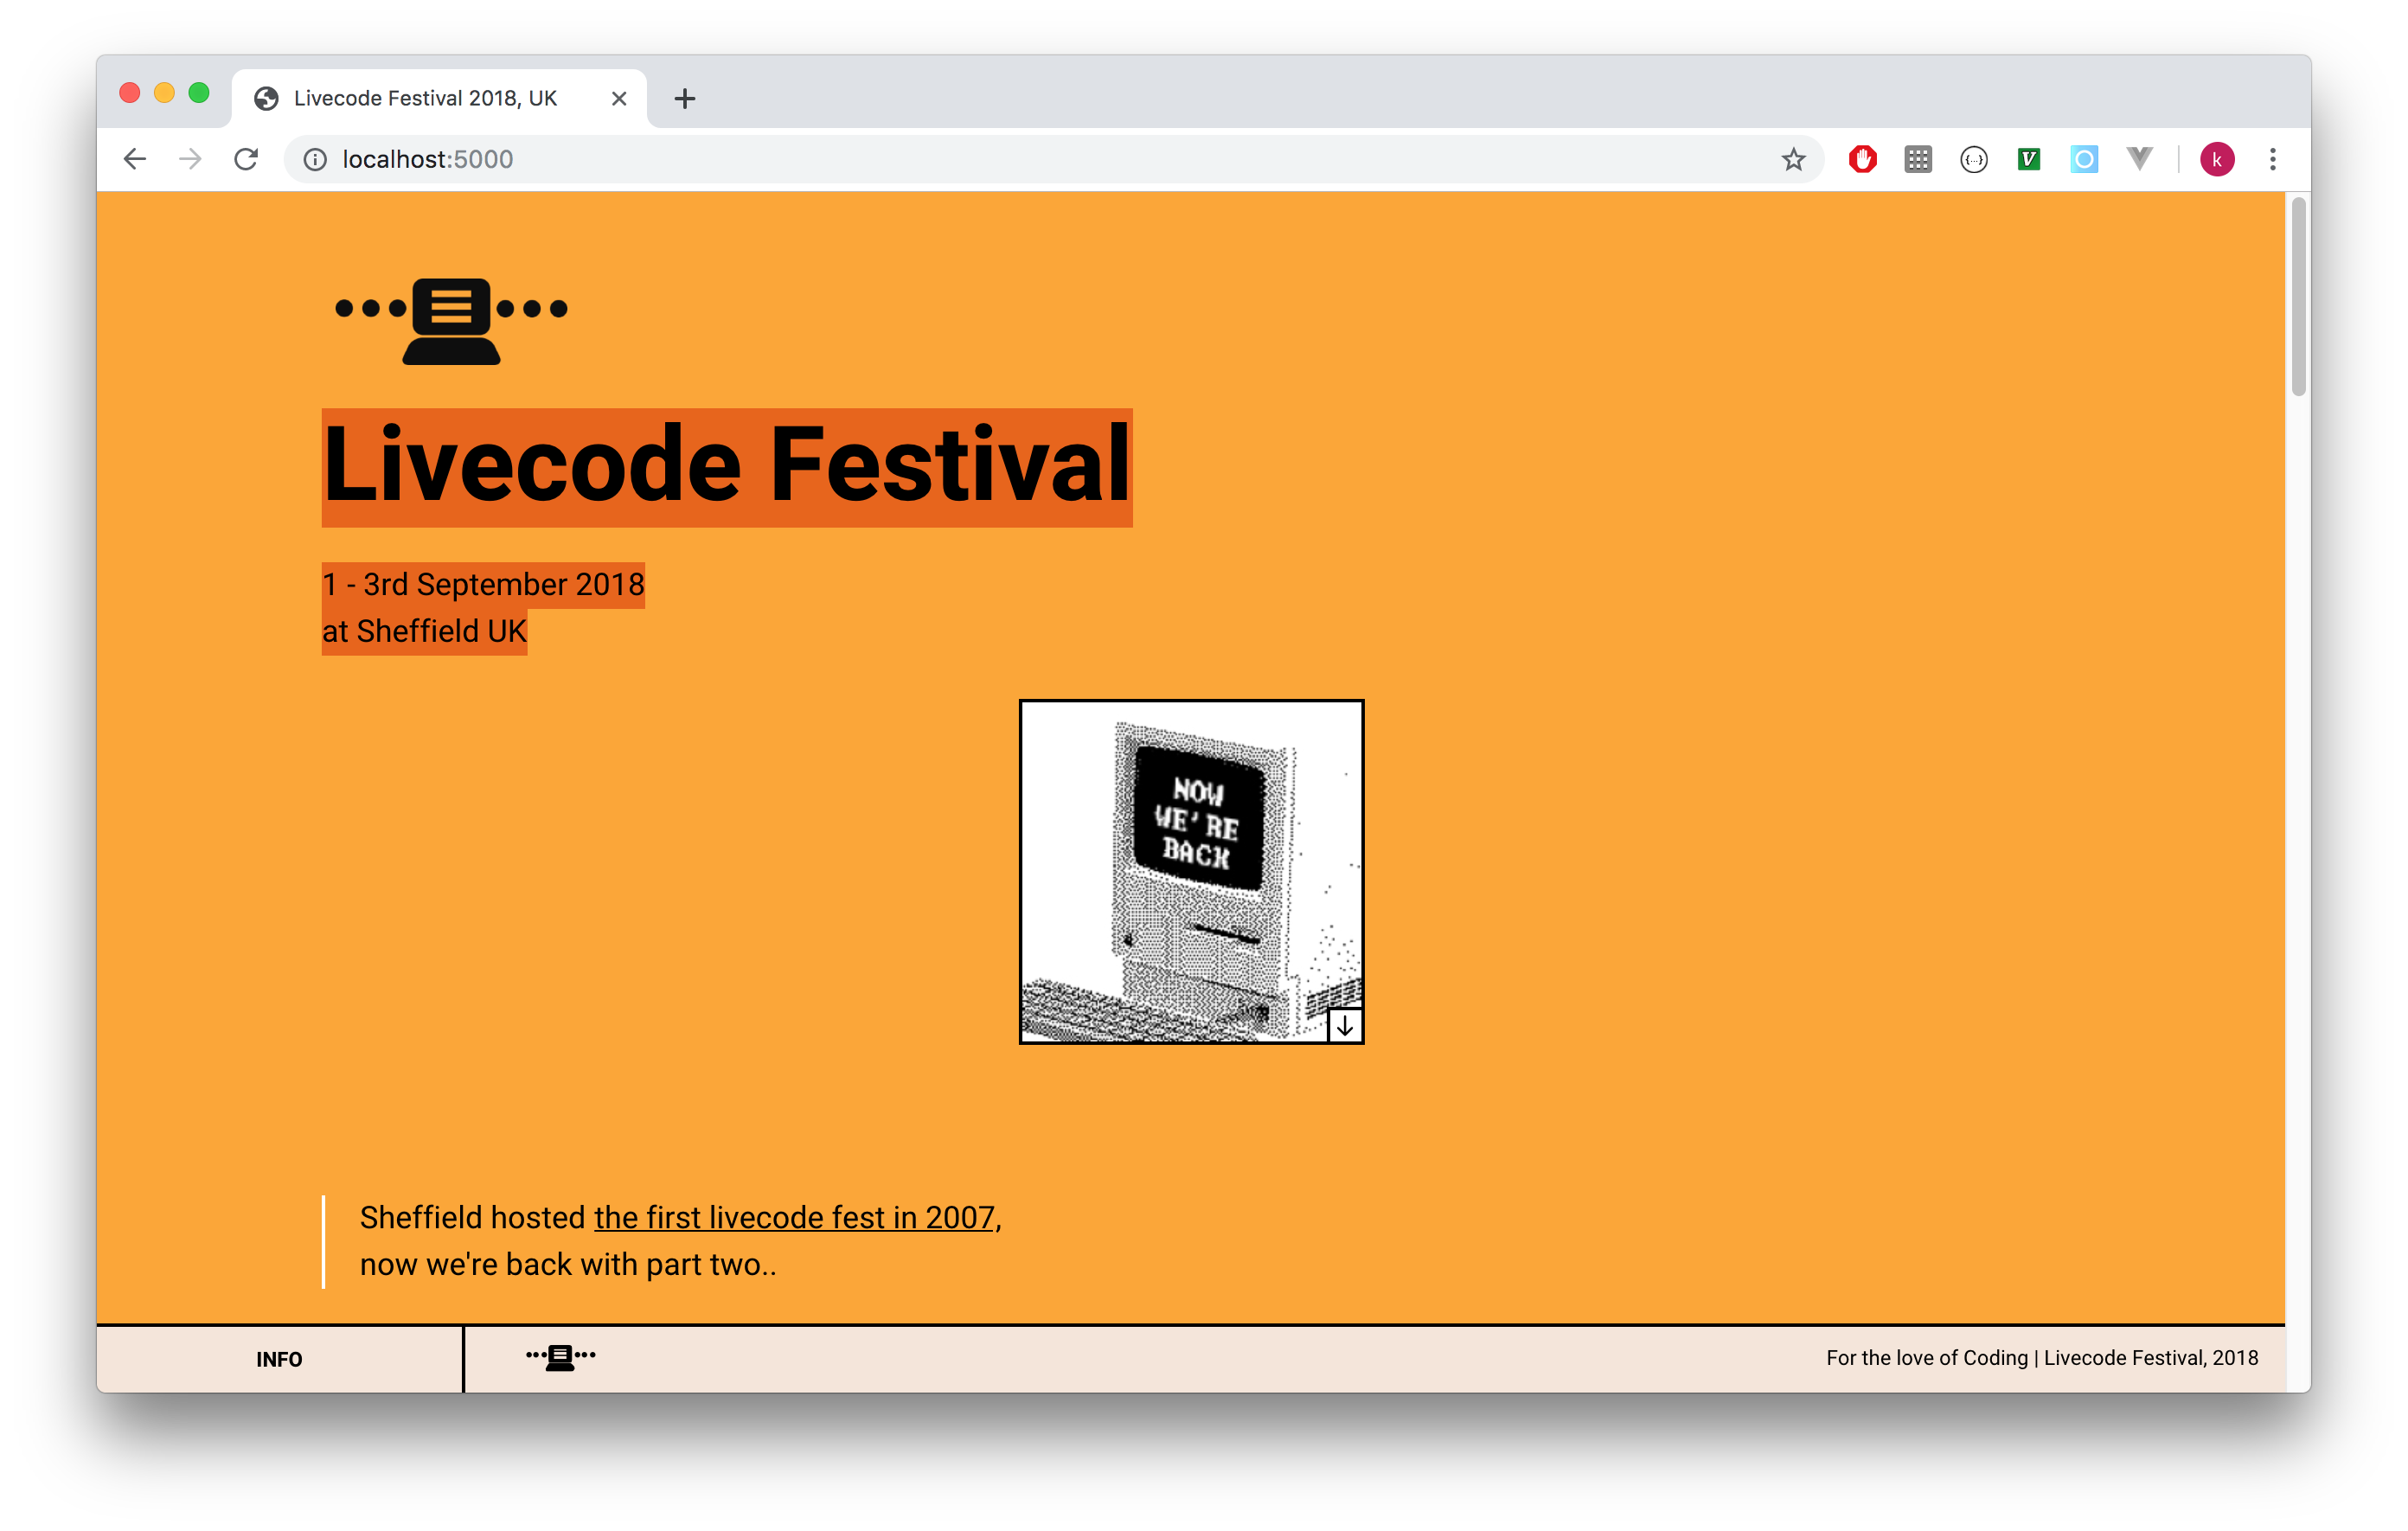 Livecode Festival 2018, UK
localhost:5000
k
Livecode Festival
1 - 3rd September 2018
at Sheffield UK
NOW
WE'RE
BACK
Sheffield hosted the first livecode fest in 2007,
now we're back with part two..
INFO
For the love of Coding | Livecode Festival, 2018